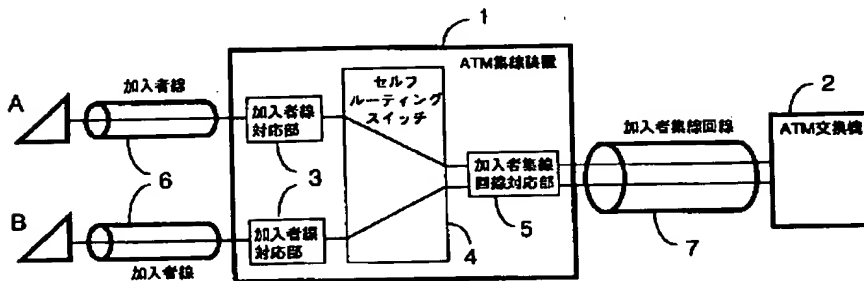 1
ATM集線装置
2
ATM交換機
A
加入者線
加入者線
対応部
セルフ
ルーティング
スイッチ
加入者集線
回線対応部
加入者集線回線
6
3
4
5
7
B
加入者線
対応部
加入者線